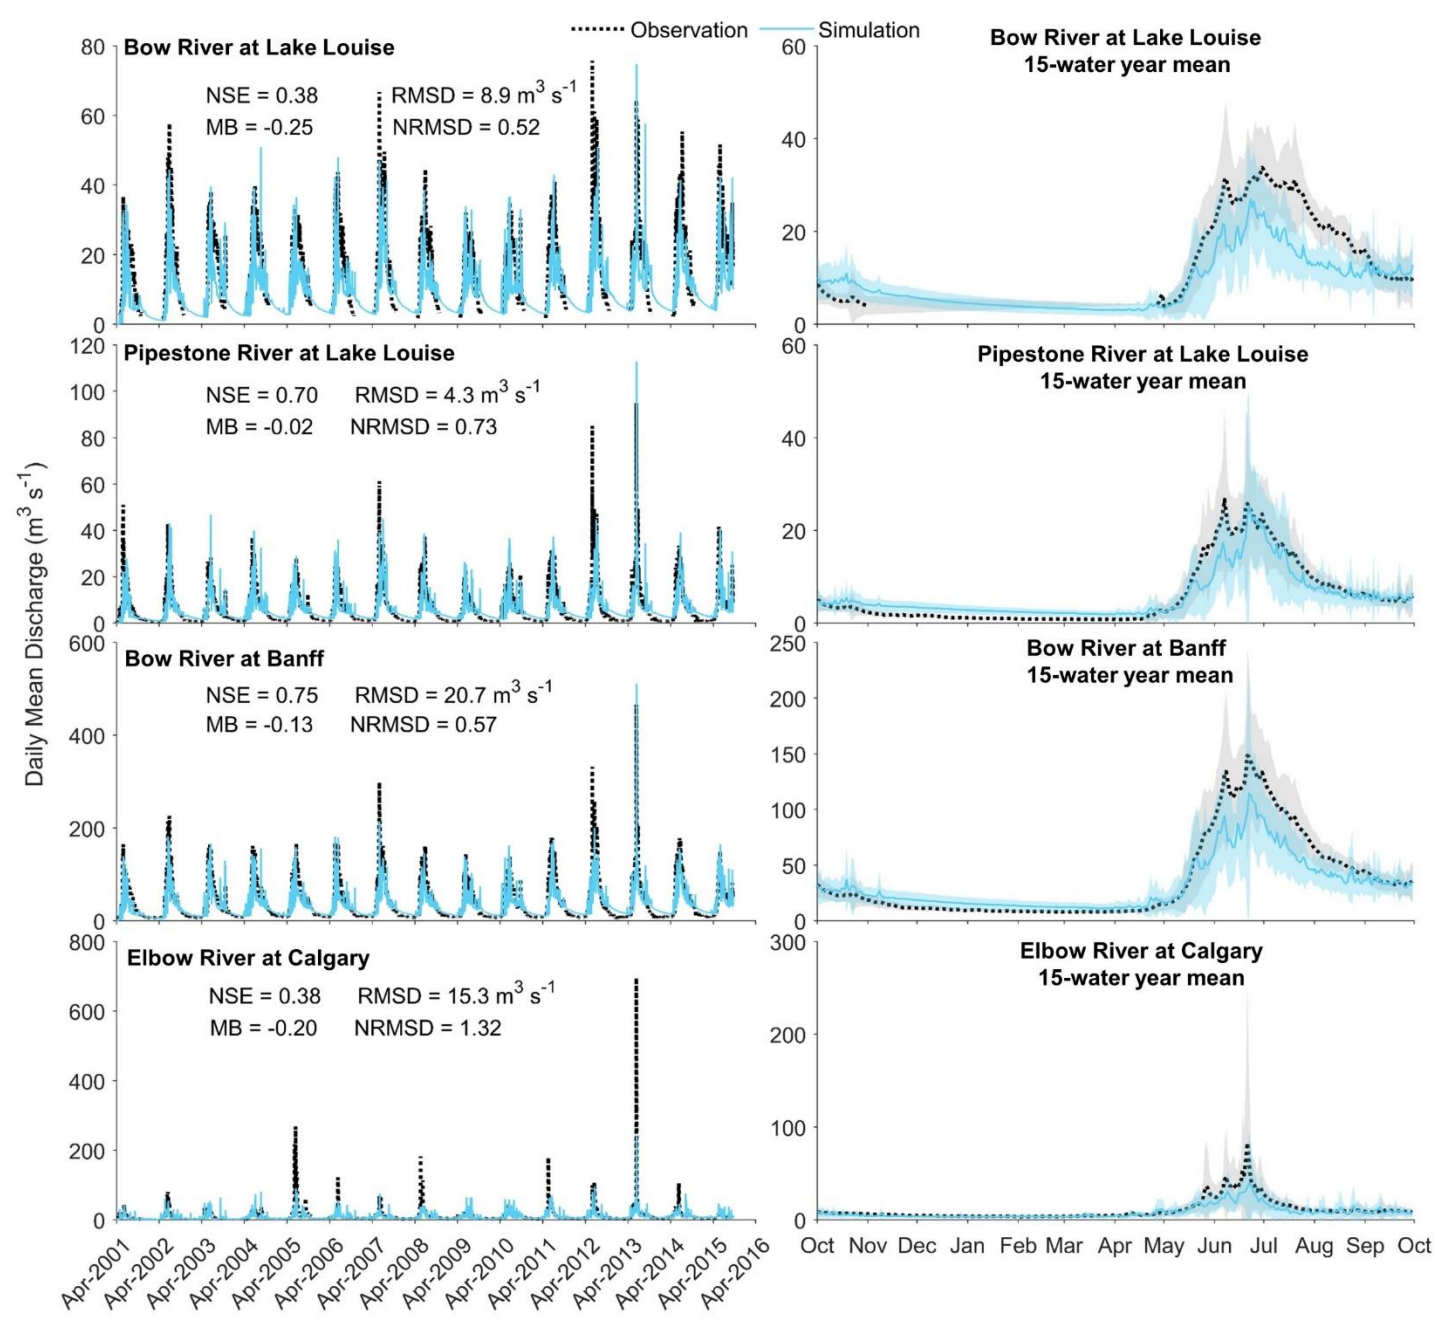 Observation Simulation
Bow River at Lake Louise
NSE = 0.38 RMSD = 8.9 m³ s⁻¹
MB = -0.25 NRMSD = 0.52
80
60
40
20
0
Bow River at Lake Louise
15-water year mean
60
40
20
0
Pipestone River at Lake Louise
NSE = 0.70 RMSD = 4.3 m³ s⁻¹
MB = -0.02 NRMSD = 0.73
120
100
80
60
40
20
0
Pipestone River at Lake Louise
15-water year mean
60
40
20
0
Daily Mean Discharge (m³ s⁻¹)
Bow River at Banff
NSE = 0.75 RMSD = 20.7 m³ s⁻¹
MB = -0.13 NRMSD = 0.57
600
400
200
0
Bow River at Banff
15-water year mean
250
200
150
100
50
0
Elbow River at Calgary
NSE = 0.38 RMSD = 15.3 m³ s⁻¹
MB = -0.20 NRMSD = 1.32
800
600
400
200
0
Apr-2001 Apr-2002 Apr-2003 Apr-2004 Apr-2005 Apr-2006 Apr-2007 Apr-2008 Apr-2009 Apr-2010 Apr-2011 Apr-2012 Apr-2013 Apr-2014 Apr-2015 Apr-2016
Elbow River at Calgary
15-water year mean
300
200
100
0
Oct Nov Dec Jan Feb Mar Apr May Jun Jul Aug Sep Oct